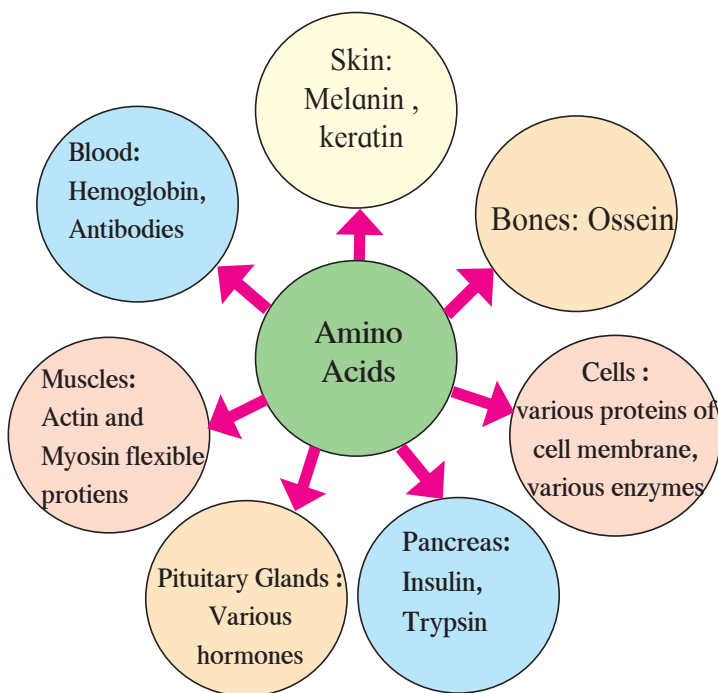 Skin:
Melanin ,
keratin
Bones: Ossein
Cells :
various proteins of
cell membrane,
various enzymes
Pancreas:
Insulin,
Trypsin
Pituitary Glands :
Various
hormones
Muscles:
Actin and
Myosin flexible
protiens
Blood:
Hemoglobin,
Antibodies
Amino
Acids